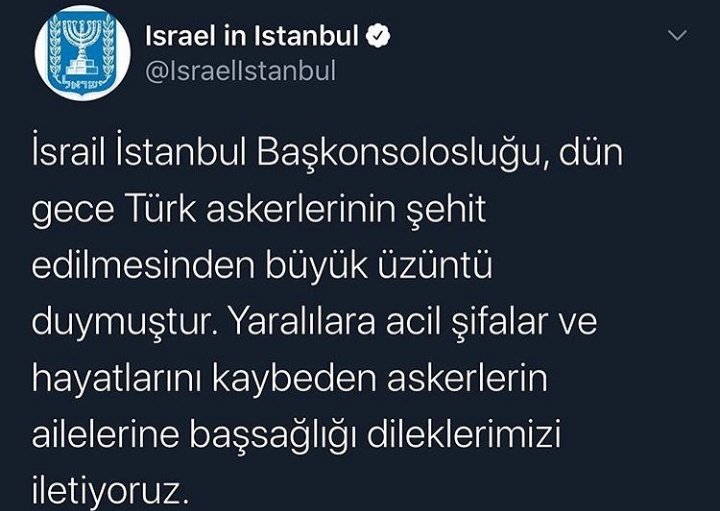 Israel in Istanbul
@IsraelIstanbul
ישראל
İsrail İstanbul Başkonsolosluğu, dün
gece Türk askerlerinin şehit
edilmesinden büyük üzüntü
duymuştur. Yaralılara acil şifalar ve
hayatlarını kaybeden askerlerin
ailelerine başsağlığı dileklerimizi
iletiyoruz.